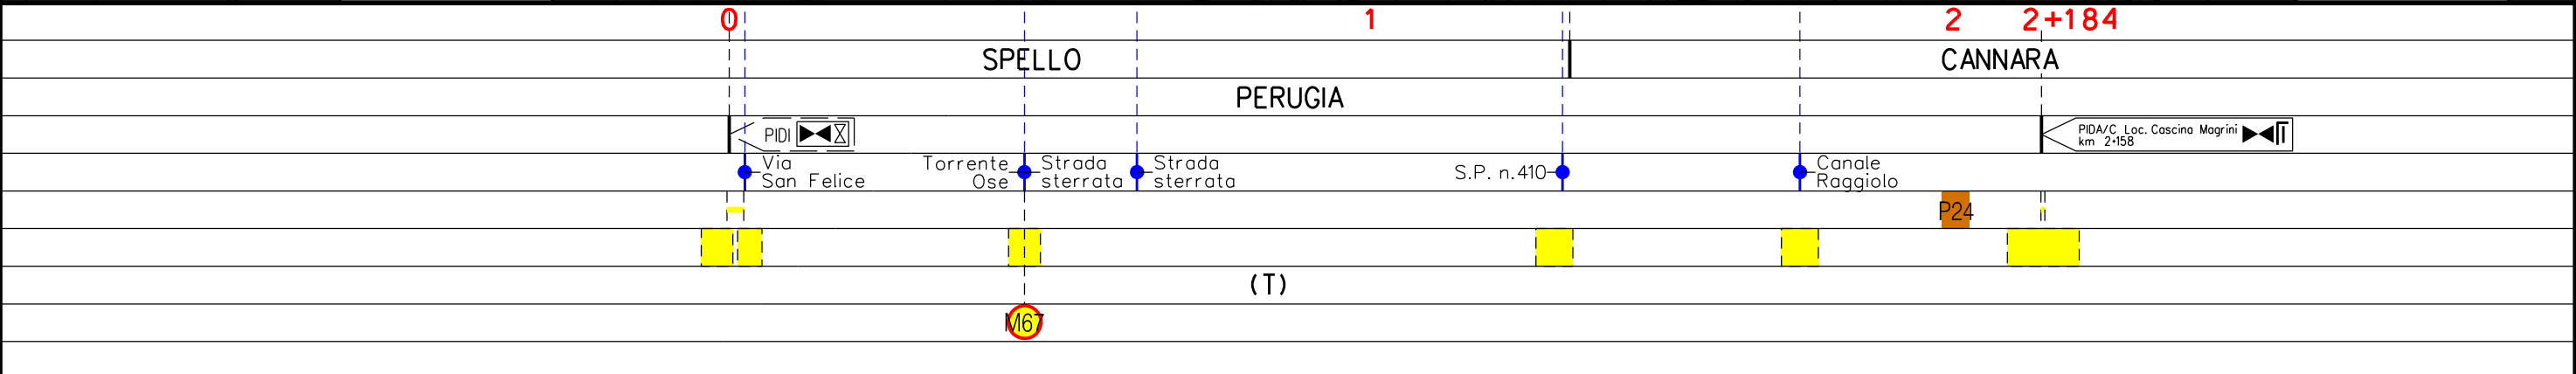 0 1 2 2+184
SPELLO CANNARA
PERUGIA
PIDI
PIDA/C Loc. Cascina Magrini
km 2+158
Via
San Felice
Torrente
Ose
Strada
sterrata
Strada
sterrata
S.P. n.410
Canale
Raggiolo
P24
(T)
M67